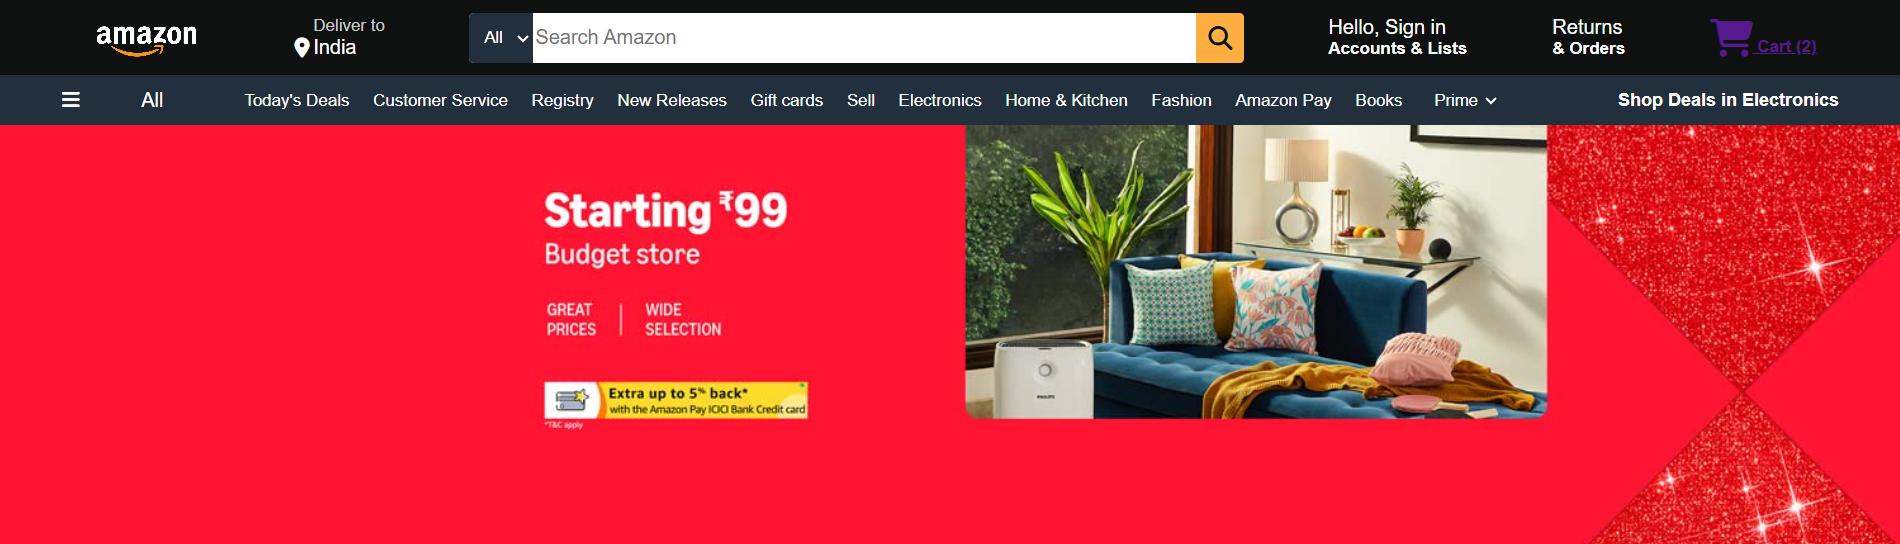 amazon
Deliver to
India
All
Search Amazon
Hello, Sign in
Accounts & Lists
Returns
& Orders
Cart (2)
All
Today's Deals
Customer Service
Registry
New Releases
Gift cards
Sell
Electronics
Home & Kitchen
Fashion
Amazon Pay
Books
Prime
Shop Deals in Electronics
Starting ₹99
Budget store
GREAT
PRICES
WIDE
SELECTION
Extra up to 5% back*
with the Amazon Pay ICICI Bank Credit card
*T&C apply
PHILIPS